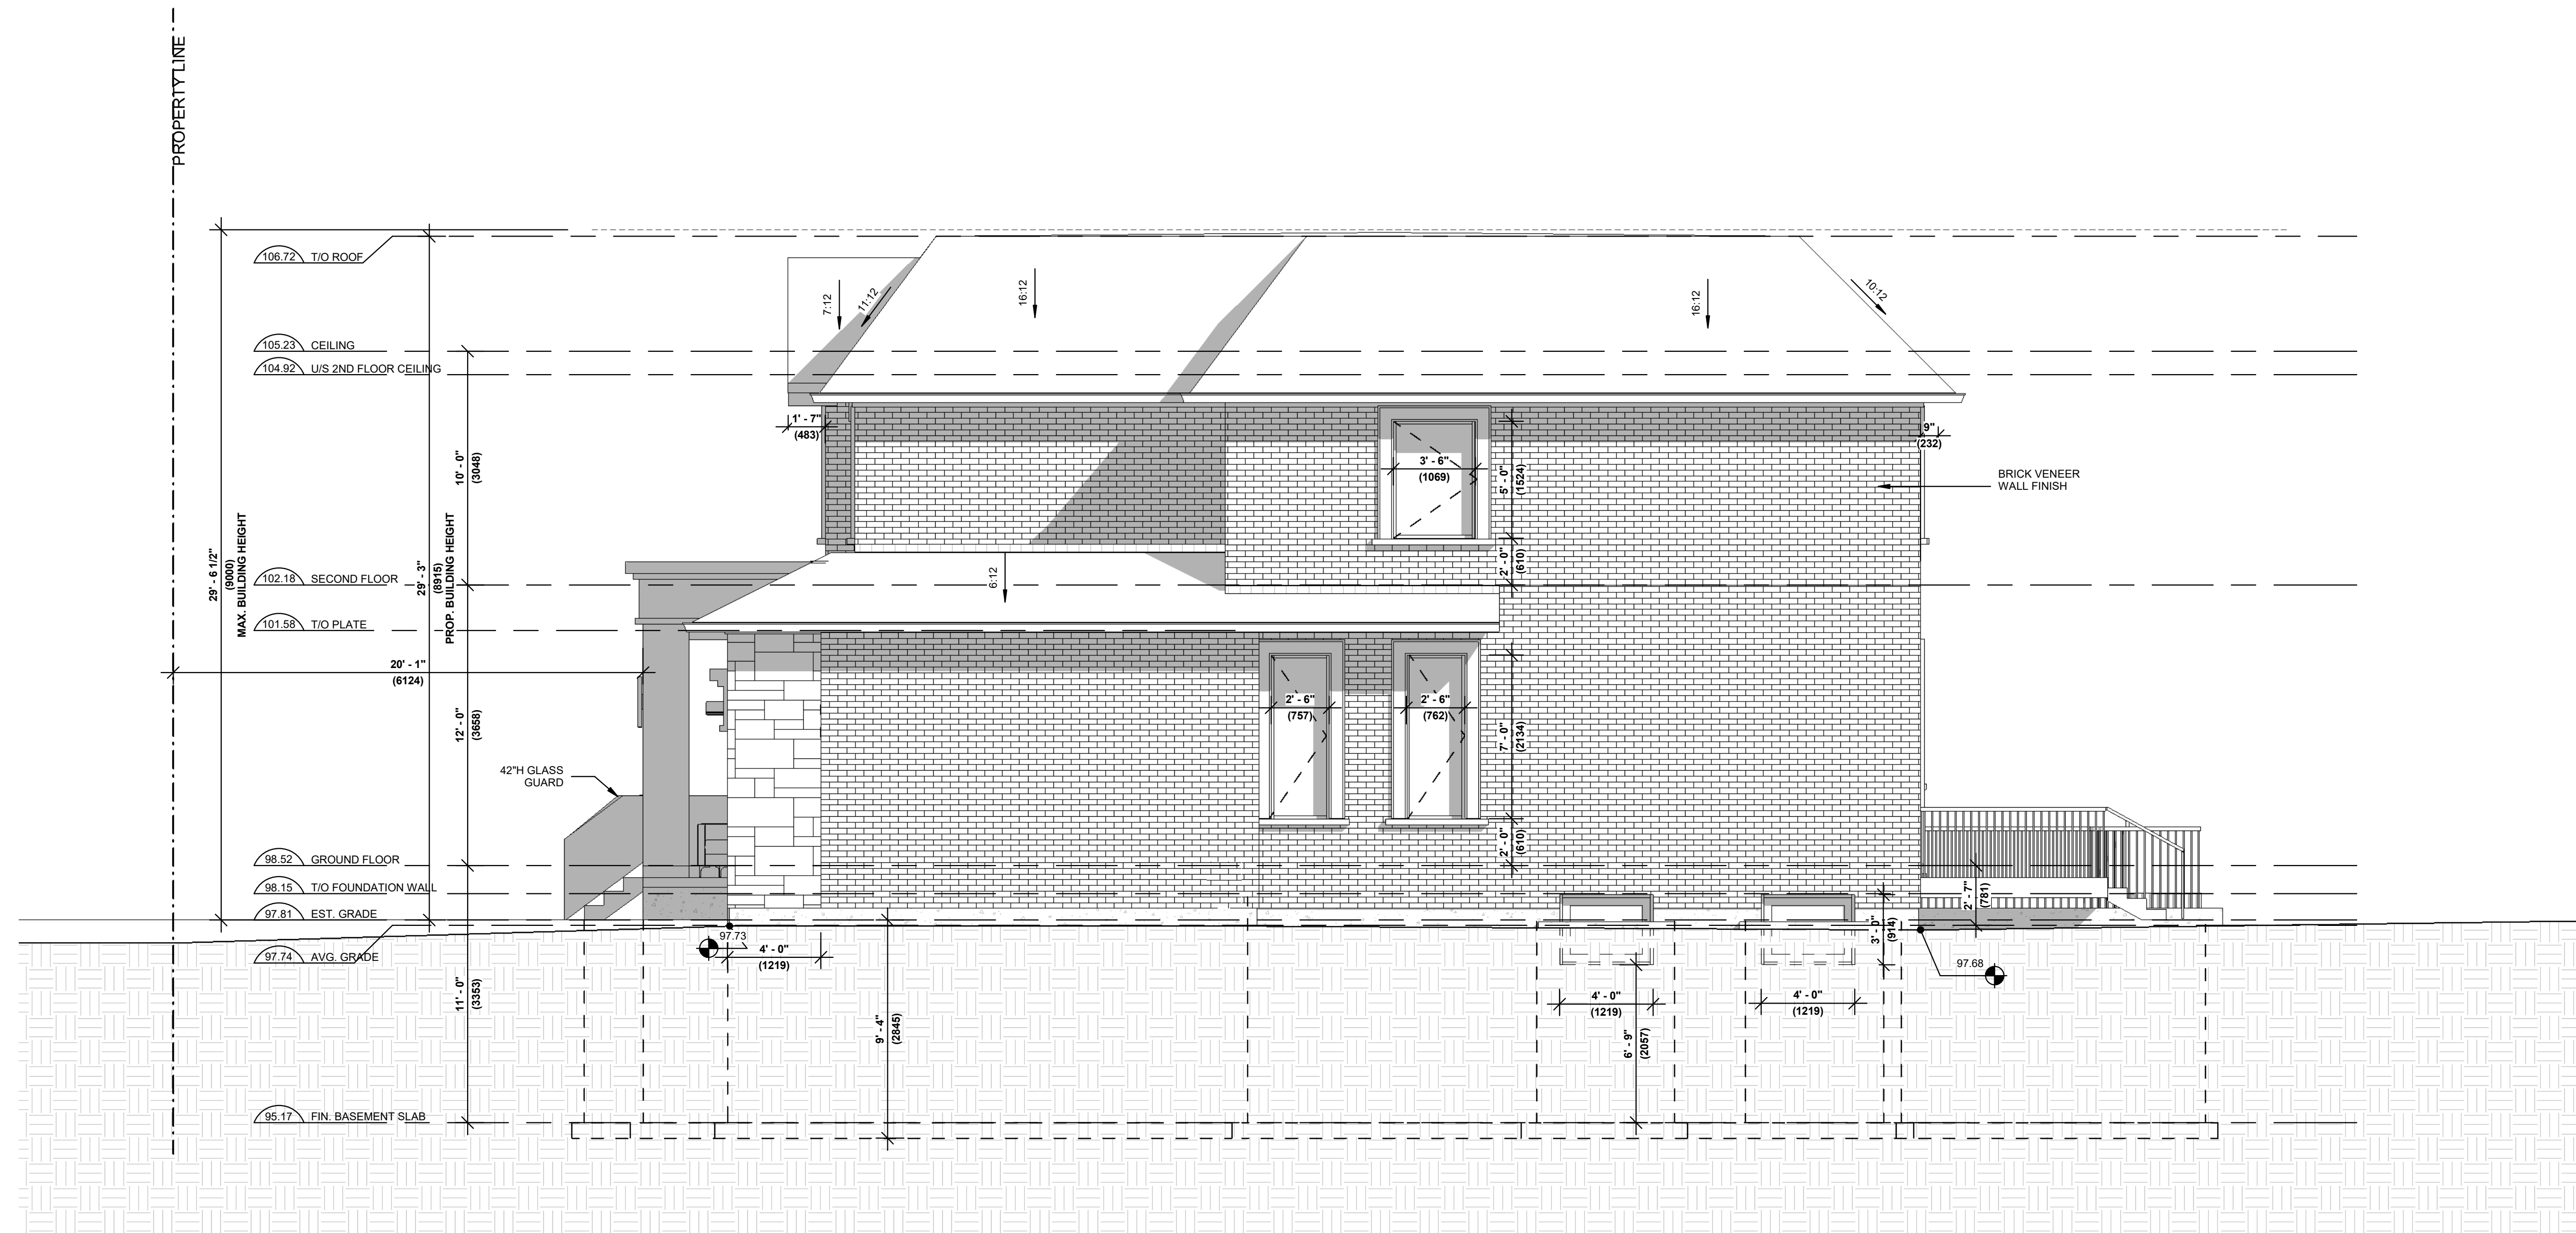 PROPERTY LINE
106.72 T/O ROOF
105.23 CEILING
104.92 U/S 2ND FLOOR CEILING
102.18 SECOND FLOOR
101.58 T/O PLATE
98.52 GROUND FLOOR
98.15 T/O FOUNDATION WALL
97.81 EST. GRADE
97.74 AVG. GRADE
95.17 FIN. BASEMENT SLAB
29' - 6 1/2"
(9000)
MAX. BUILDING HEIGHT
29' - 3"
(8915)
PROP. BUILDING HEIGHT
10' - 0"
(3048)
12' - 0"
(3658)
11' - 0"
(3353)
20' - 1"
(6124)
42"H GLASS
GUARD
7:12
11:12
16:12
16:12
10:12
1' - 7"
(483)
3' - 6"
(1069)
5' - 0"
(1524)
2' - 0"
(610)
9"
(232)
BRICK VENEER
WALL FINISH
6:12
2' - 6"
(757)
2' - 6"
(762)
7' - 0"
(2134)
2' - 0"
(610)
2' - 7"
(781)
3' - 0"
(914)
97.73
4' - 0"
(1219)
9' - 4"
(2845)
4' - 0"
(1219)
4' - 0"
(1219)
6' - 9"
(2057)
97.68